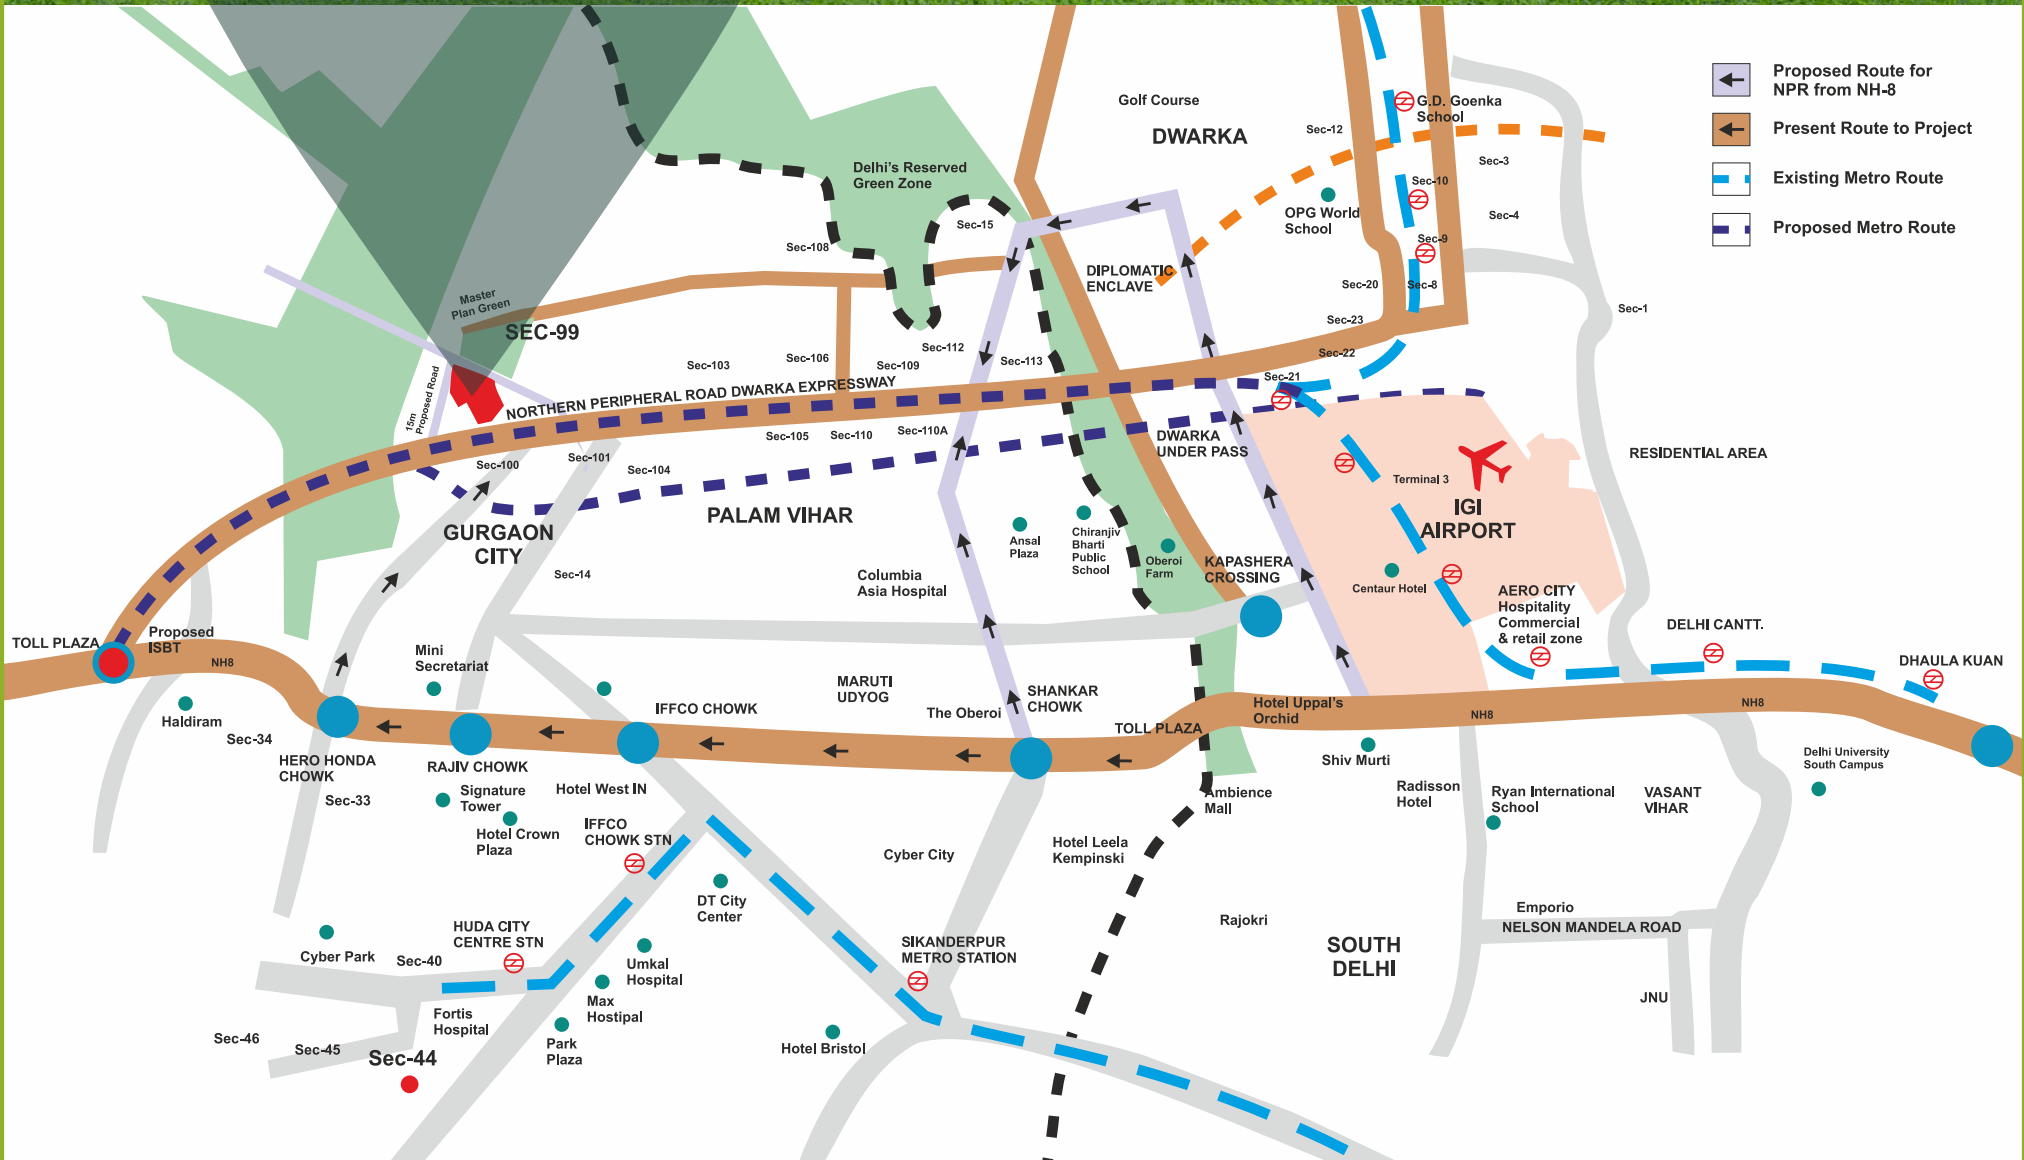 Proposed Route for
NPR from NH-8
Present Route to Project
Existing Metro Route
Proposed Metro Route
Golf Course
DWARKA
Sec-12
G.D. Goenka
School
Sec-3
Sec-10
Sec-4
OPG World
School
Sec-9
Delhi's Reserved
Green Zone
Sec-15
Sec-108
DIPLOMATIC
ENCLAVE
Sec-20
Sec-8
Sec-1
Sec-23
Sec-22
Sec-21
Master
Plan Green
SEC-99
Sec-103
Sec-106
Sec-109
Sec-112
Sec-113
15m
Proposed Road
NORTHERN PERIPHERAL ROAD DWARKA EXPRESSWAY
Sec-100
Sec-101
Sec-104
Sec-105
Sec-110
Sec-110A
DWARKA
UNDER PASS
RESIDENTIAL AREA
Terminal 3
IGI
AIRPORT
PALAM VIHAR
GURGAON
CITY
Sec-14
Ansal
Plaza
Chiranjiv
Bharti
Public
School
Oberoi
Farm
KAPASHERA
CROSSING
Columbia
Asia Hospital
Centaur Hotel
AERO CITY
Hospitality
Commercial
& retail zone
DELHI CANTT.
DHAULA KUAN
TOLL PLAZA
Proposed
ISBT
NH8
Mini
Secretariat
MARUTI
UDYOG
IFFCO CHOWK
The Oberoi
SHANKAR
CHOWK
TOLL PLAZA
Hotel Uppal's
Orchid
NH8
NH8
Haldiram
Sec-34
HERO HONDA
CHOWK
RAJIV CHOWK
Sec-33
Signature
Tower
Hotel Crown
Plaza
Hotel West IN
IFFCO
CHOWK STN
Shiv Murti
Ambience
Mall
Radisson
Hotel
Ryan International
School
VASANT
VIHAR
Delhi University
South Campus
Cyber City
Hotel Leela
Kempinski
DT City
Center
HUDA CITY
CENTRE STN
Cyber Park
Sec-40
Umkal
Hospital
Max
Hostipal
SIKANDERPUR
METRO STATION
Rajokri
SOUTH
DELHI
Emporio
NELSON MANDELA ROAD
JNU
Fortis
Hospital
Sec-46
Sec-45
Sec-44
Park
Plaza
Hotel Bristol